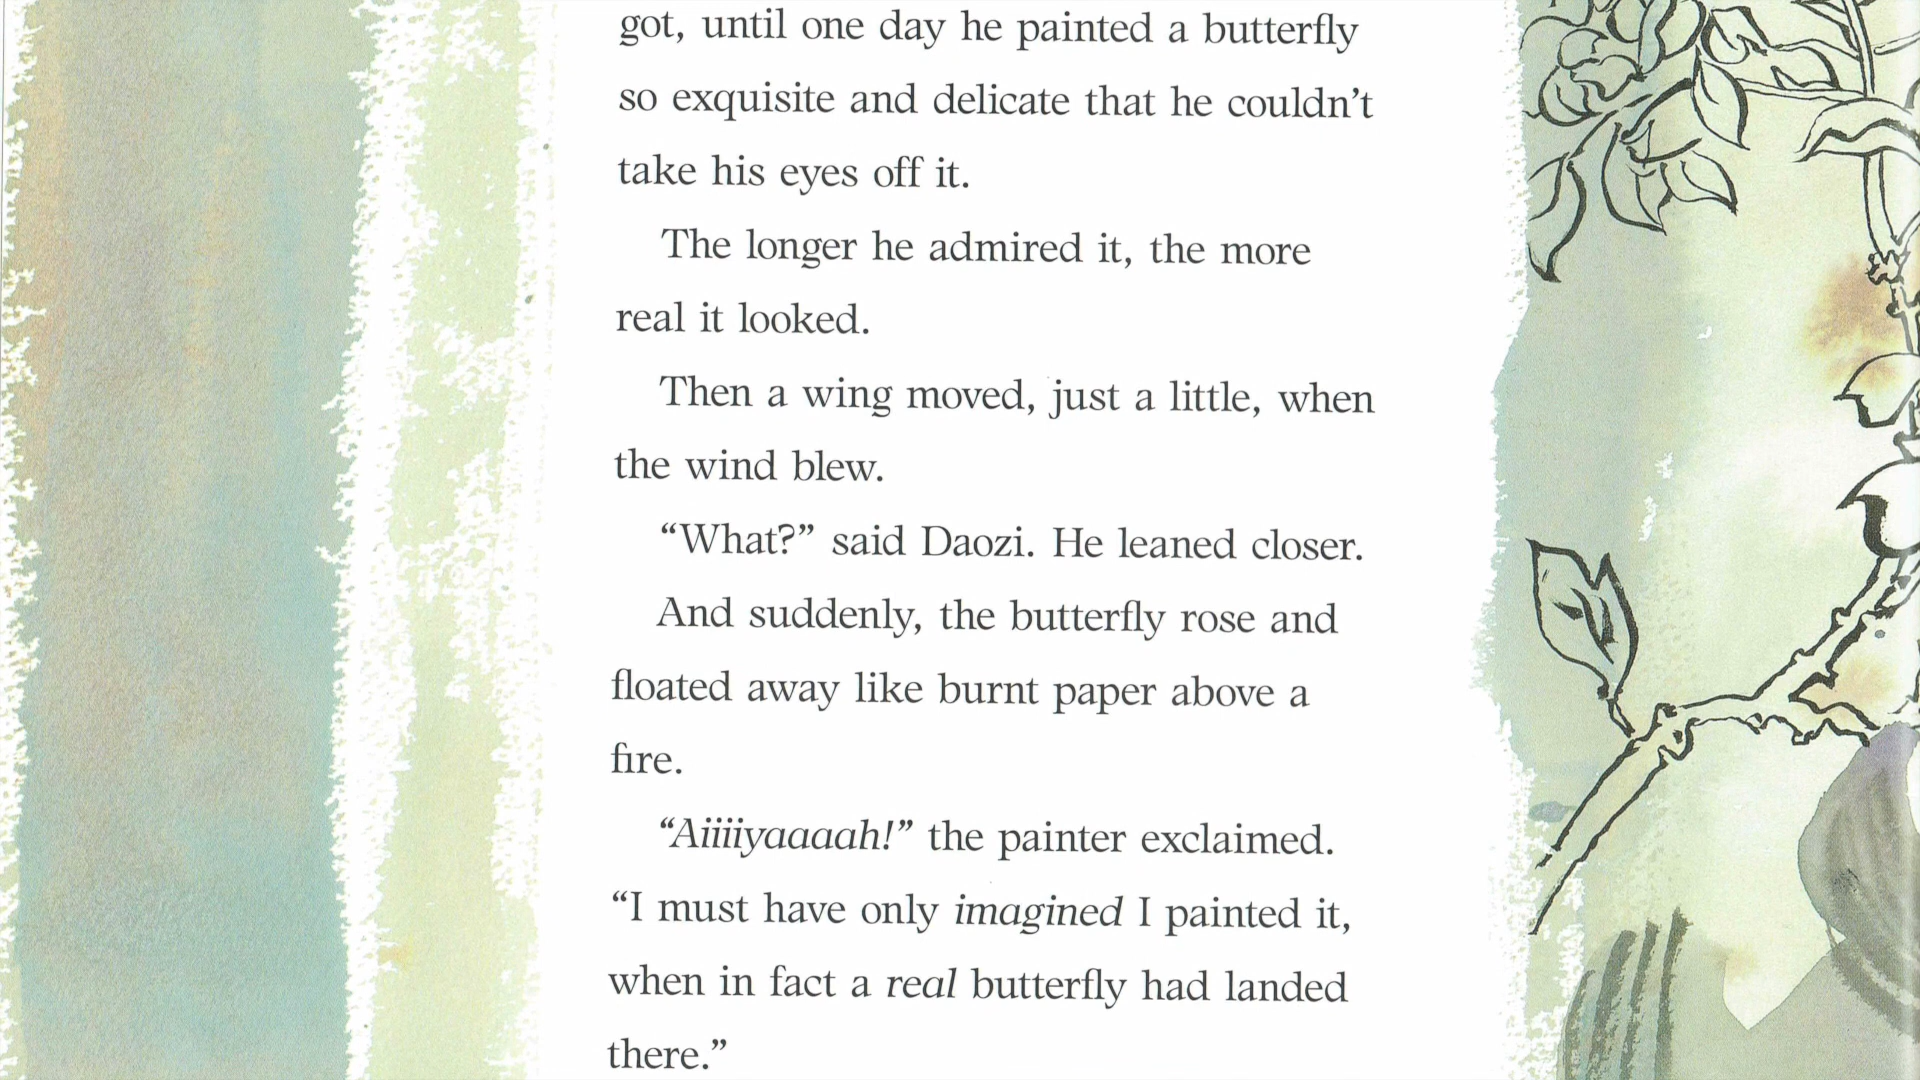 got, until one day he painted a butterfly
so exquisite and delicate that he couldn’t
take his eyes off it.
The longer he admired it, the more
real it looked.
Then a wing moved, just a little, when
the wind blew.
“What?” said Daozi. He leaned closer.
And suddenly, the butterfly rose and
floated away like burnt paper above a
fire.
“Aiiiiyaaaah!” the painter exclaimed.
“I must have only imagined I painted it,
when in fact a real butterfly had landed
there.”